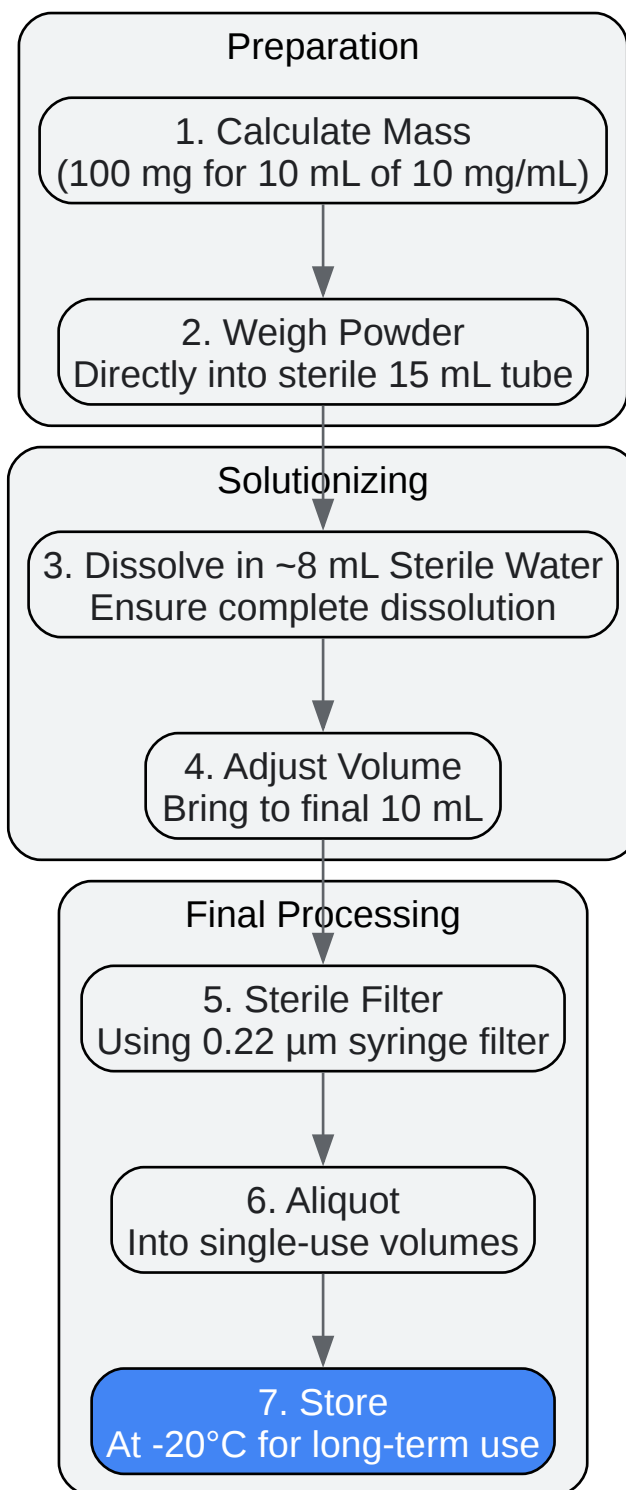 Preparation
1. Calculate Mass
(100 mg for 10 mL of 10 mg/mL)
2. Weigh Powder
Directly into sterile 15 mL tube
Solutionizing
3. Dissolve in ~8 mL Sterile Water
Ensure complete dissolution
4. Adjust Volume
Bring to final 10 mL
Final Processing
5. Sterile Filter
Using 0.22 µm syringe filter
6. Aliquot
Into single-use volumes
7. Store
At -20°C for long-term use